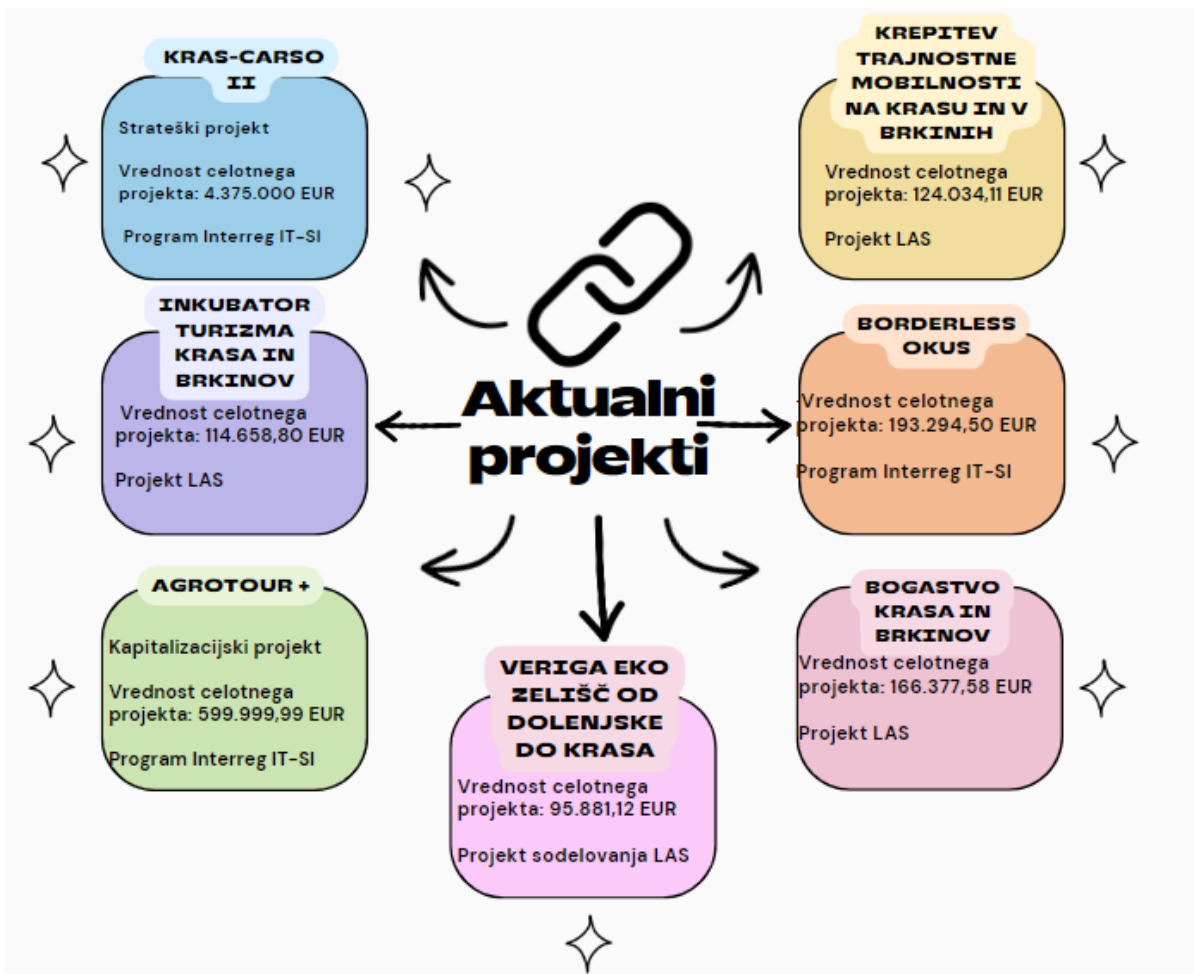 KRAS-CARSO
II
Strateški projekt
Vrednost celotnega
projekta: 4.375.000 EUR
Program Interreg IT-SI
KREPITEV
TRAJNOSTNE
MOBILNOSTI
NA KRASU IN V
BRKINIH
Vrednost celotnega
projekta: 124.034,11 EUR
Projekt LAS
INKUBATOR
TURIZMA
KRASA IN
BRKINOV
Vrednost celotnega
projekta: 114.658,80 EUR
Projekt LAS
Aktualni
projekti
BORDERLESS
OKUS
-Vrednost celotnega
projekta: 193.294,50 EUR
Program Interreg IT-SI
AGROTOUR +
Kapitalizacijski projekt
Vrednost celotnega
projekta: 599.999,99 EUR
Program Interreg IT-SI
VERIGA EKO
ZELIŠČ OD
DOLENJSKE
DO KRASA
Vrednost celotnega
projekta: 95.881,12 EUR
Projekt sodelovanja LAS
BOGASTVO
KRASA IN
BRKINOV
Vrednost celotnega
projekta: 166.377,58 EUR
Projekt LAS